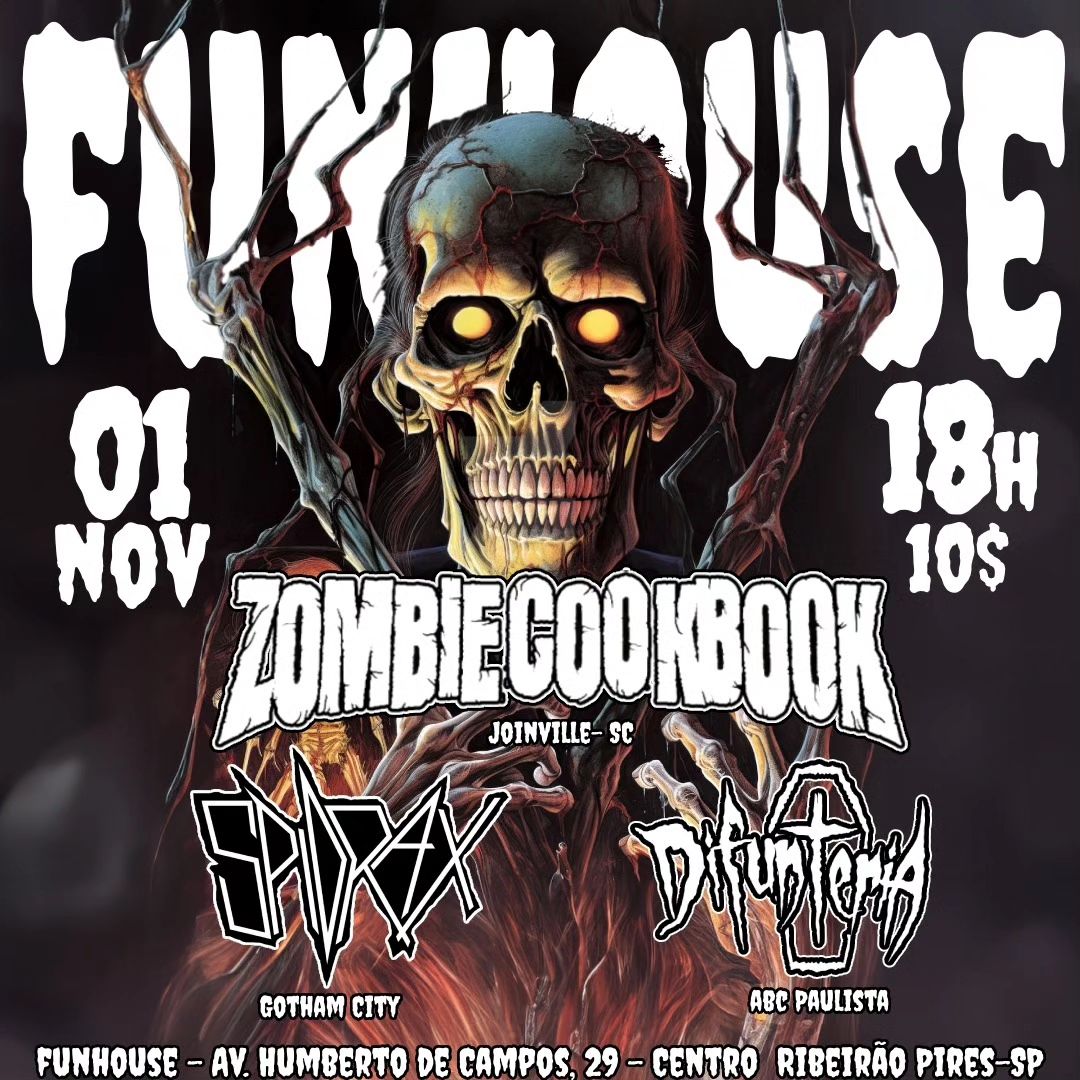 FUNHOUSE
01
NOV
18H
10$
ZOMBIE COOKBOOK
JOINVILLE- SC
SPIDRAX
GOTHAM CITY
DifunTeriA
ABC PAULISTA
FUNHOUSE - AV. HUMBERTO DE CAMPOS, 29 - CENTRO RIBEIRÃO PIRES-SP